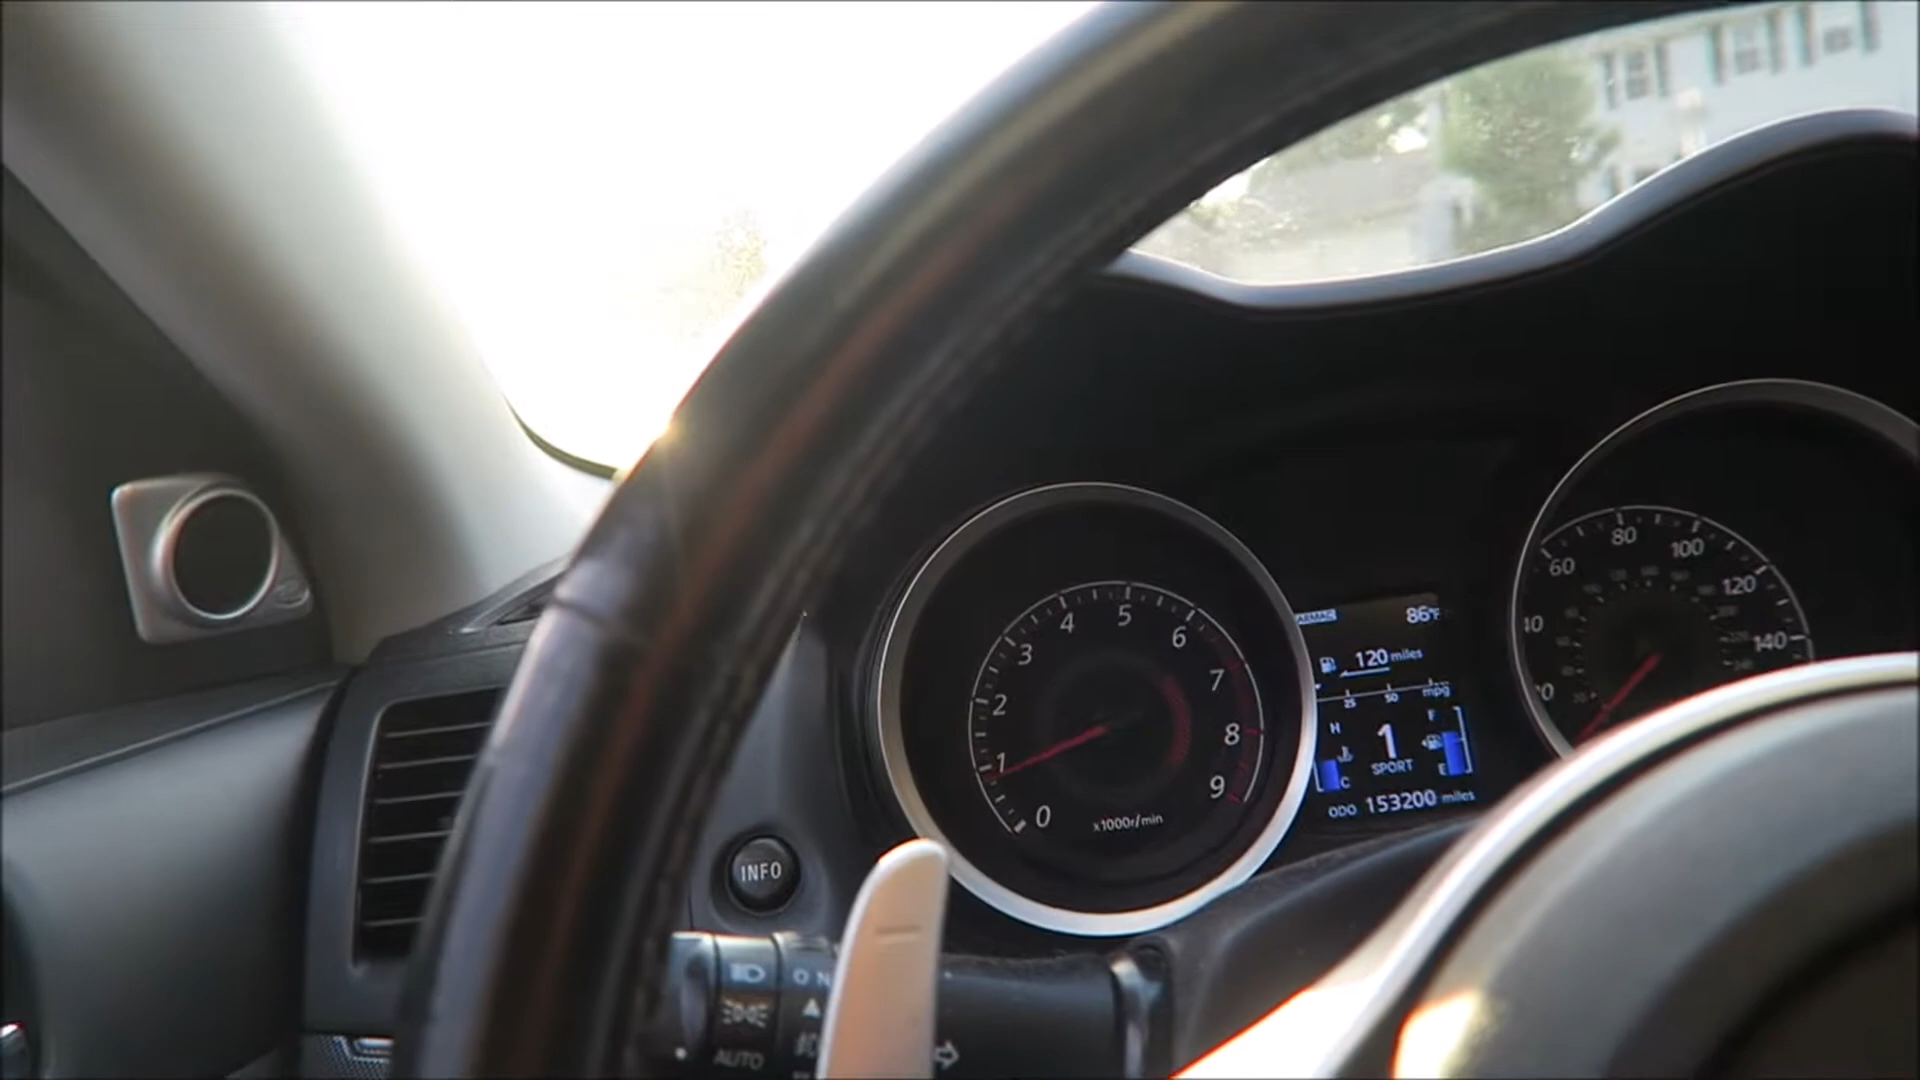 0
1
2
3
4
5
6
7
8
9
x1000r/min
ARMAC
86°F
120 miles
25 50 mpg
H F
1
C SPORT E
ODO 153200 miles
60
80
100
120
140
INFO
AUTO